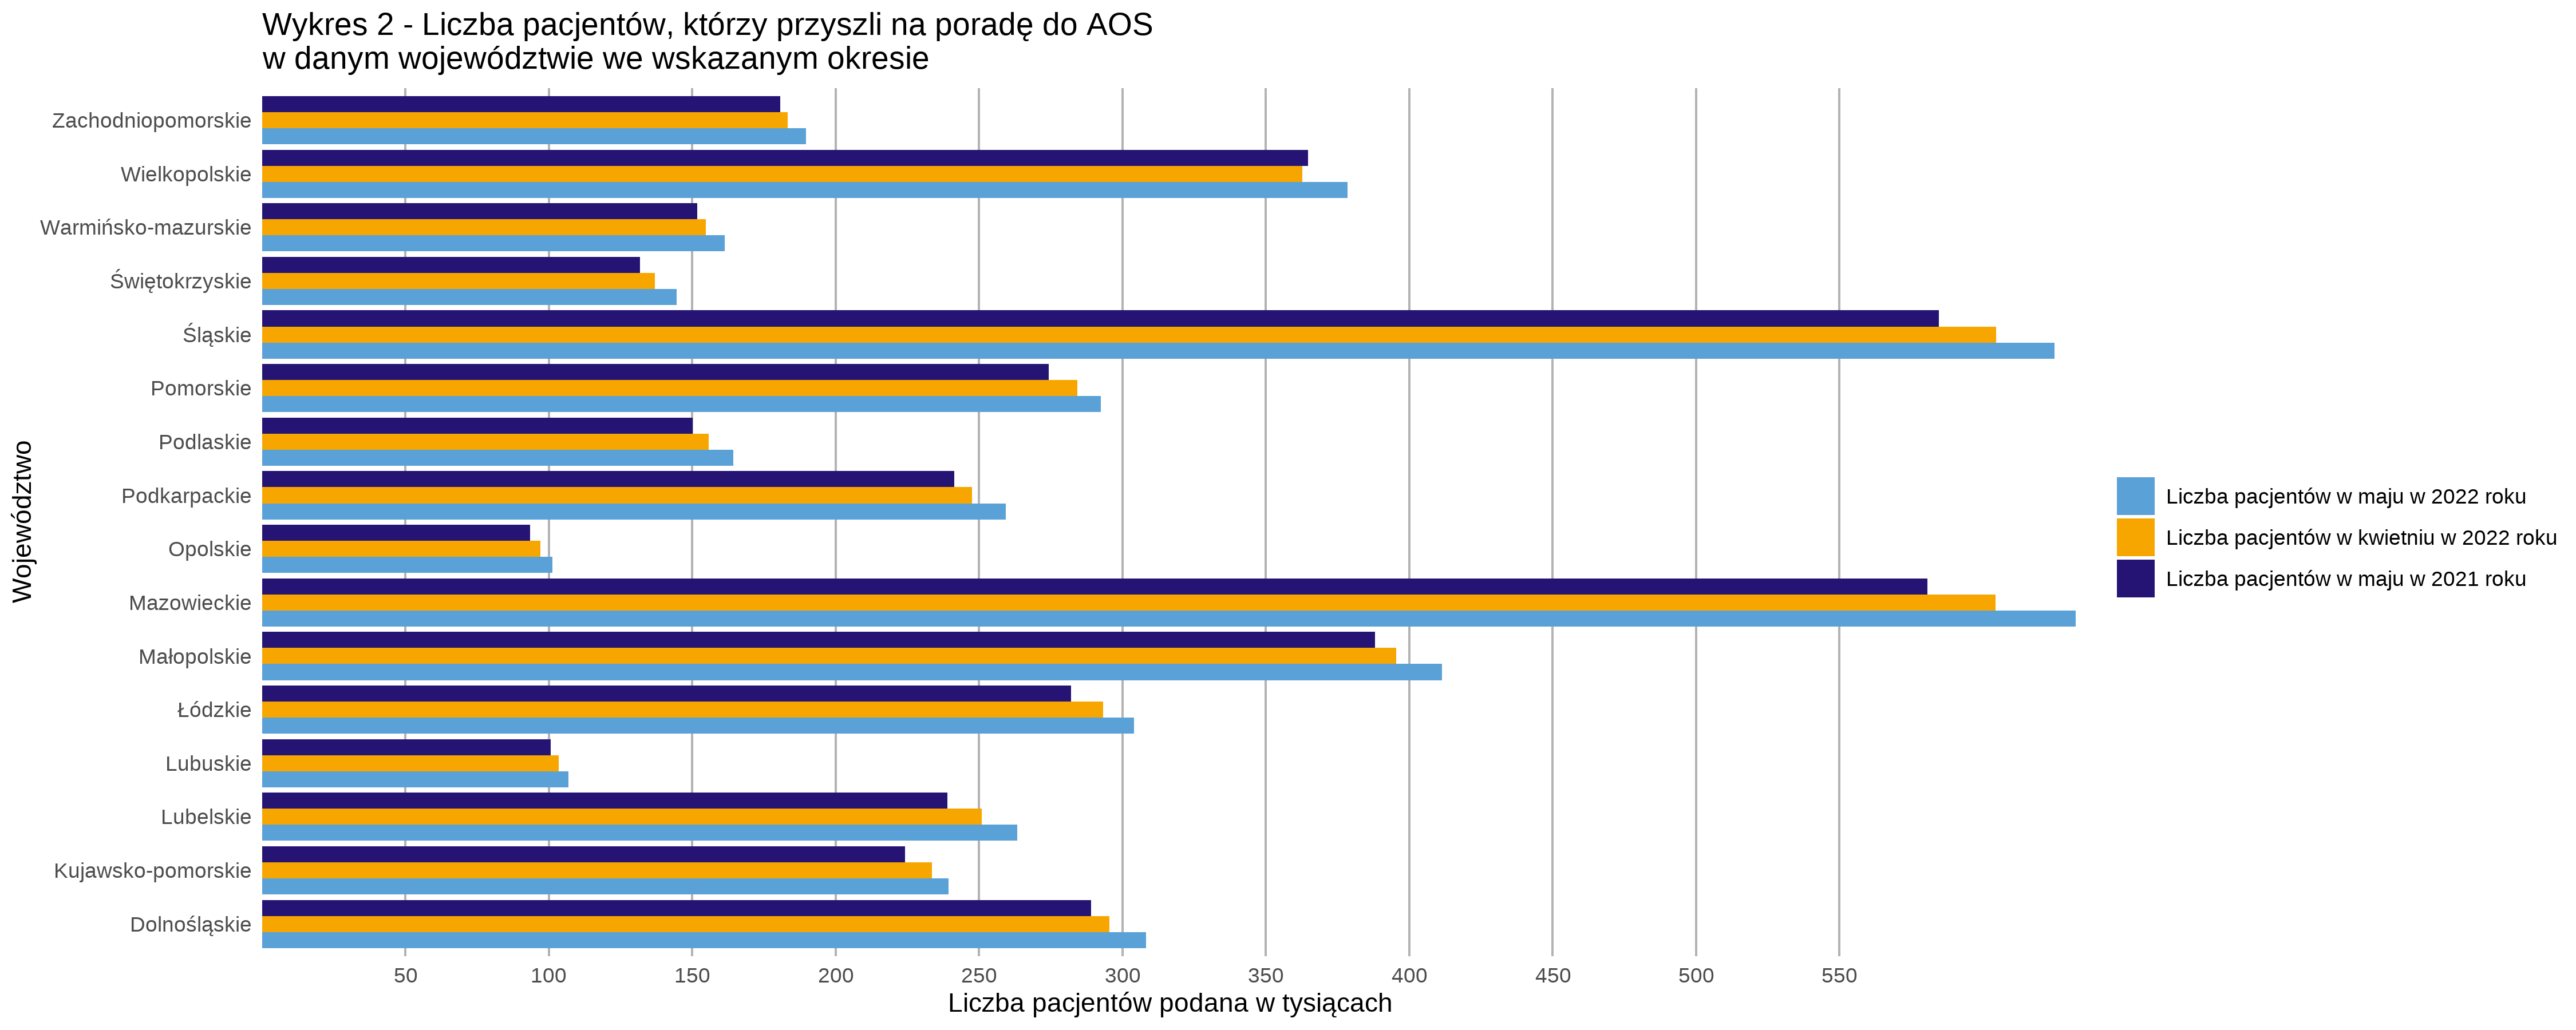 Wykres 2 - Liczba pacjentów, którzy przyszli na poradę do AOS
w danym województwie we wskazanym okresie
Województwo
Zachodniopomorskie
Wielkopolskie
Warmińsko-mazurskie
Świętokrzyskie
Śląskie
Pomorskie
Podlaskie
Podkarpackie
Opolskie
Mazowieckie
Małopolskie
Łódzkie
Lubuskie
Lubelskie
Kujawsko-pomorskie
Dolnośląskie
50 100 150 200 250 300 350 400 450 500 550
Liczba pacjentów podana w tysiącach
Liczba pacjentów w maju w 2022 roku
Liczba pacjentów w kwietniu w 2022 roku
Liczba pacjentów w maju w 2021 roku